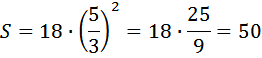 S = 18 · (5/3)² = 18 · 25/9 = 50